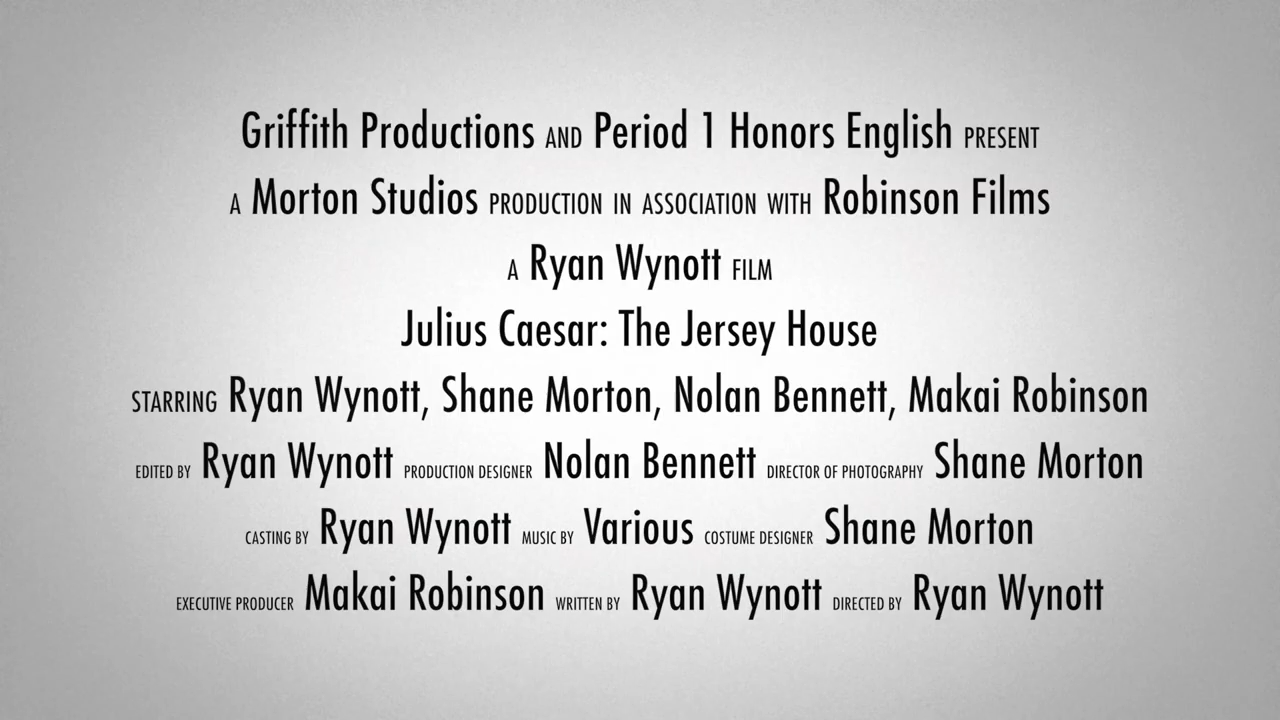 Griffith Productions AND Period 1 Honors English PRESENT
A Morton Studios PRODUCTION IN ASSOCIATION WITH Robinson Films
A Ryan Wynott FILM
Julius Caesar: The Jersey House
STARRING Ryan Wynott, Shane Morton, Nolan Bennett, Makai Robinson
EDITED BY Ryan Wynott PRODUCTION DESIGNER Nolan Bennett DIRECTOR OF PHOTOGRAPHY Shane Morton
CASTING BY Ryan Wynott MUSIC BY Various COSTUME DESIGNER Shane Morton
EXECUTIVE PRODUCER Makai Robinson WRITTEN BY Ryan Wynott DIRECTED BY Ryan Wynott